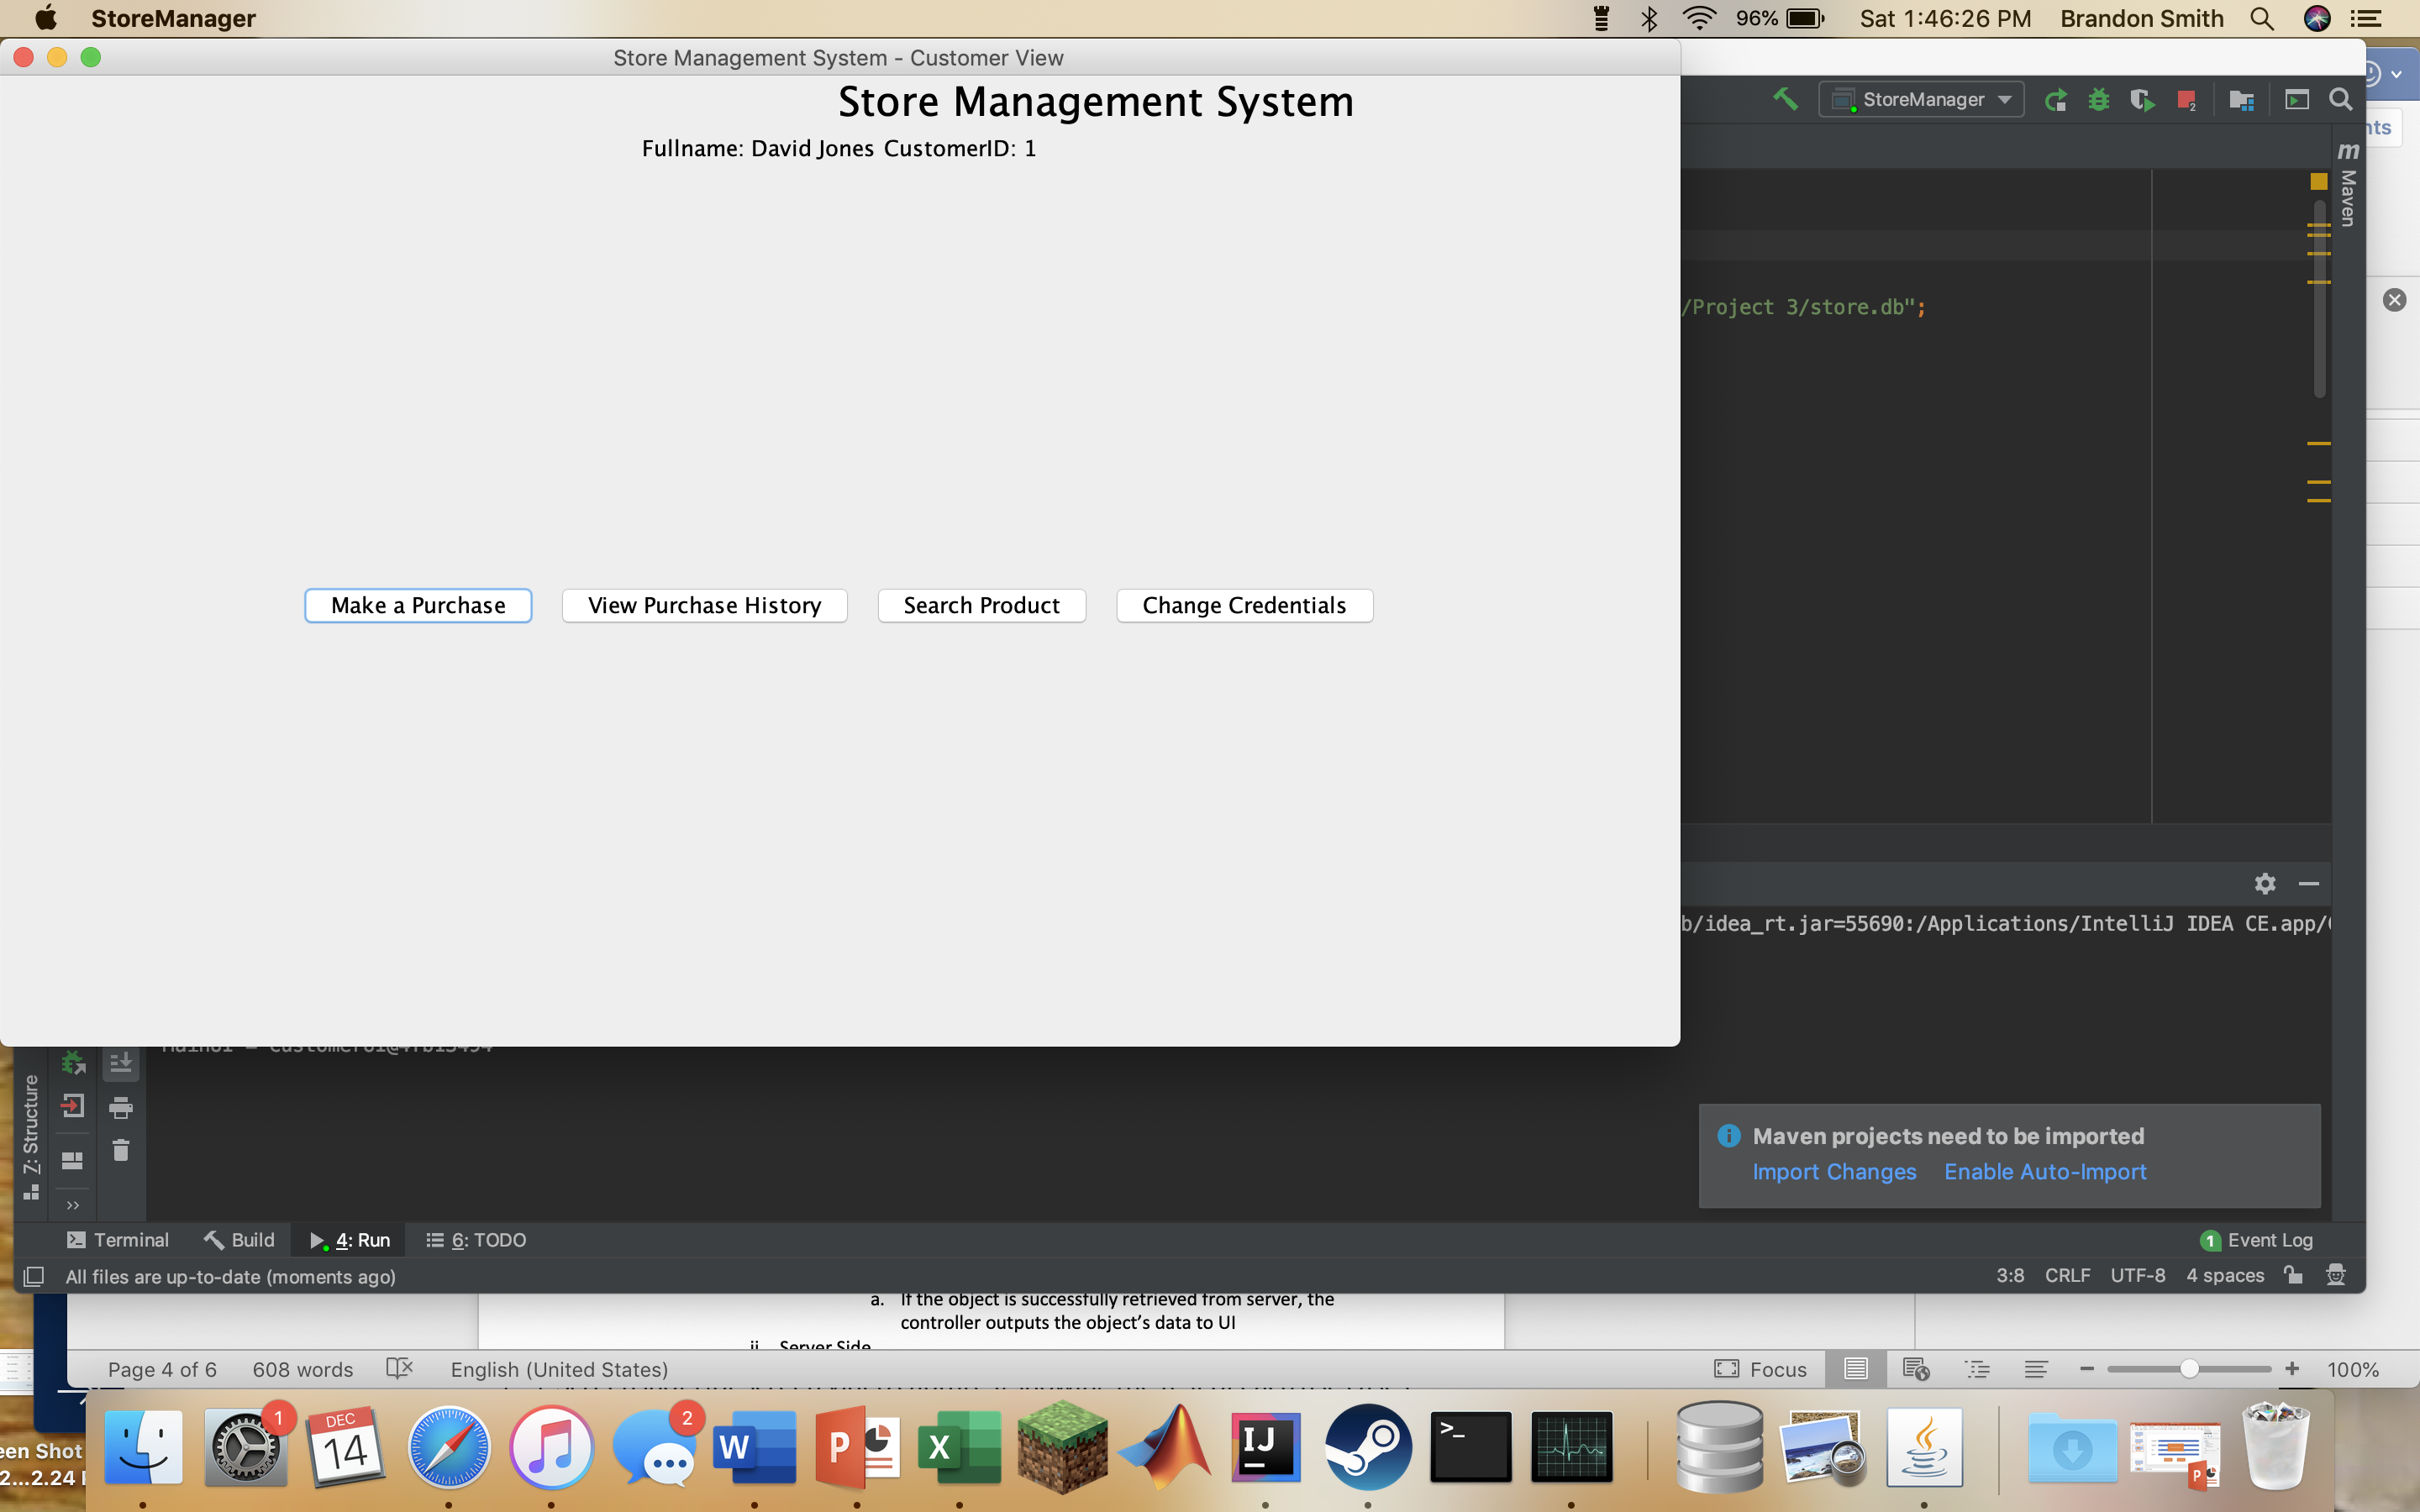 StoreManager
96% Sat 1:46:26 PM Brandon Smith
Store Management System - Customer View
Store Management System
Fullname: David Jones CustomerID: 1
Make a Purchase View Purchase History Search Product Change Credentials
StoreManager
2
nts
m
Maven
/Project 3/store.db";
b/idea_rt.jar=55690:/Applications/IntelliJ IDEA CE.app/
Maven projects need to be imported
Import Changes Enable Auto-Import
7: Structure
>>
Terminal Build 4: Run 6: TODO
1 Event Log
All files are up-to-date (moments ago)
3:8 CRLF UTF-8 4 spaces
a. If the object is successfully retrieved from server, the
controller outputs the object's data to UI
ii. Server Side
Page 4 of 6 608 words English (United States)
Focus 100%
1
DEC
14
2
W
P
X
IJ
>_
P
een Shot
2...2.24